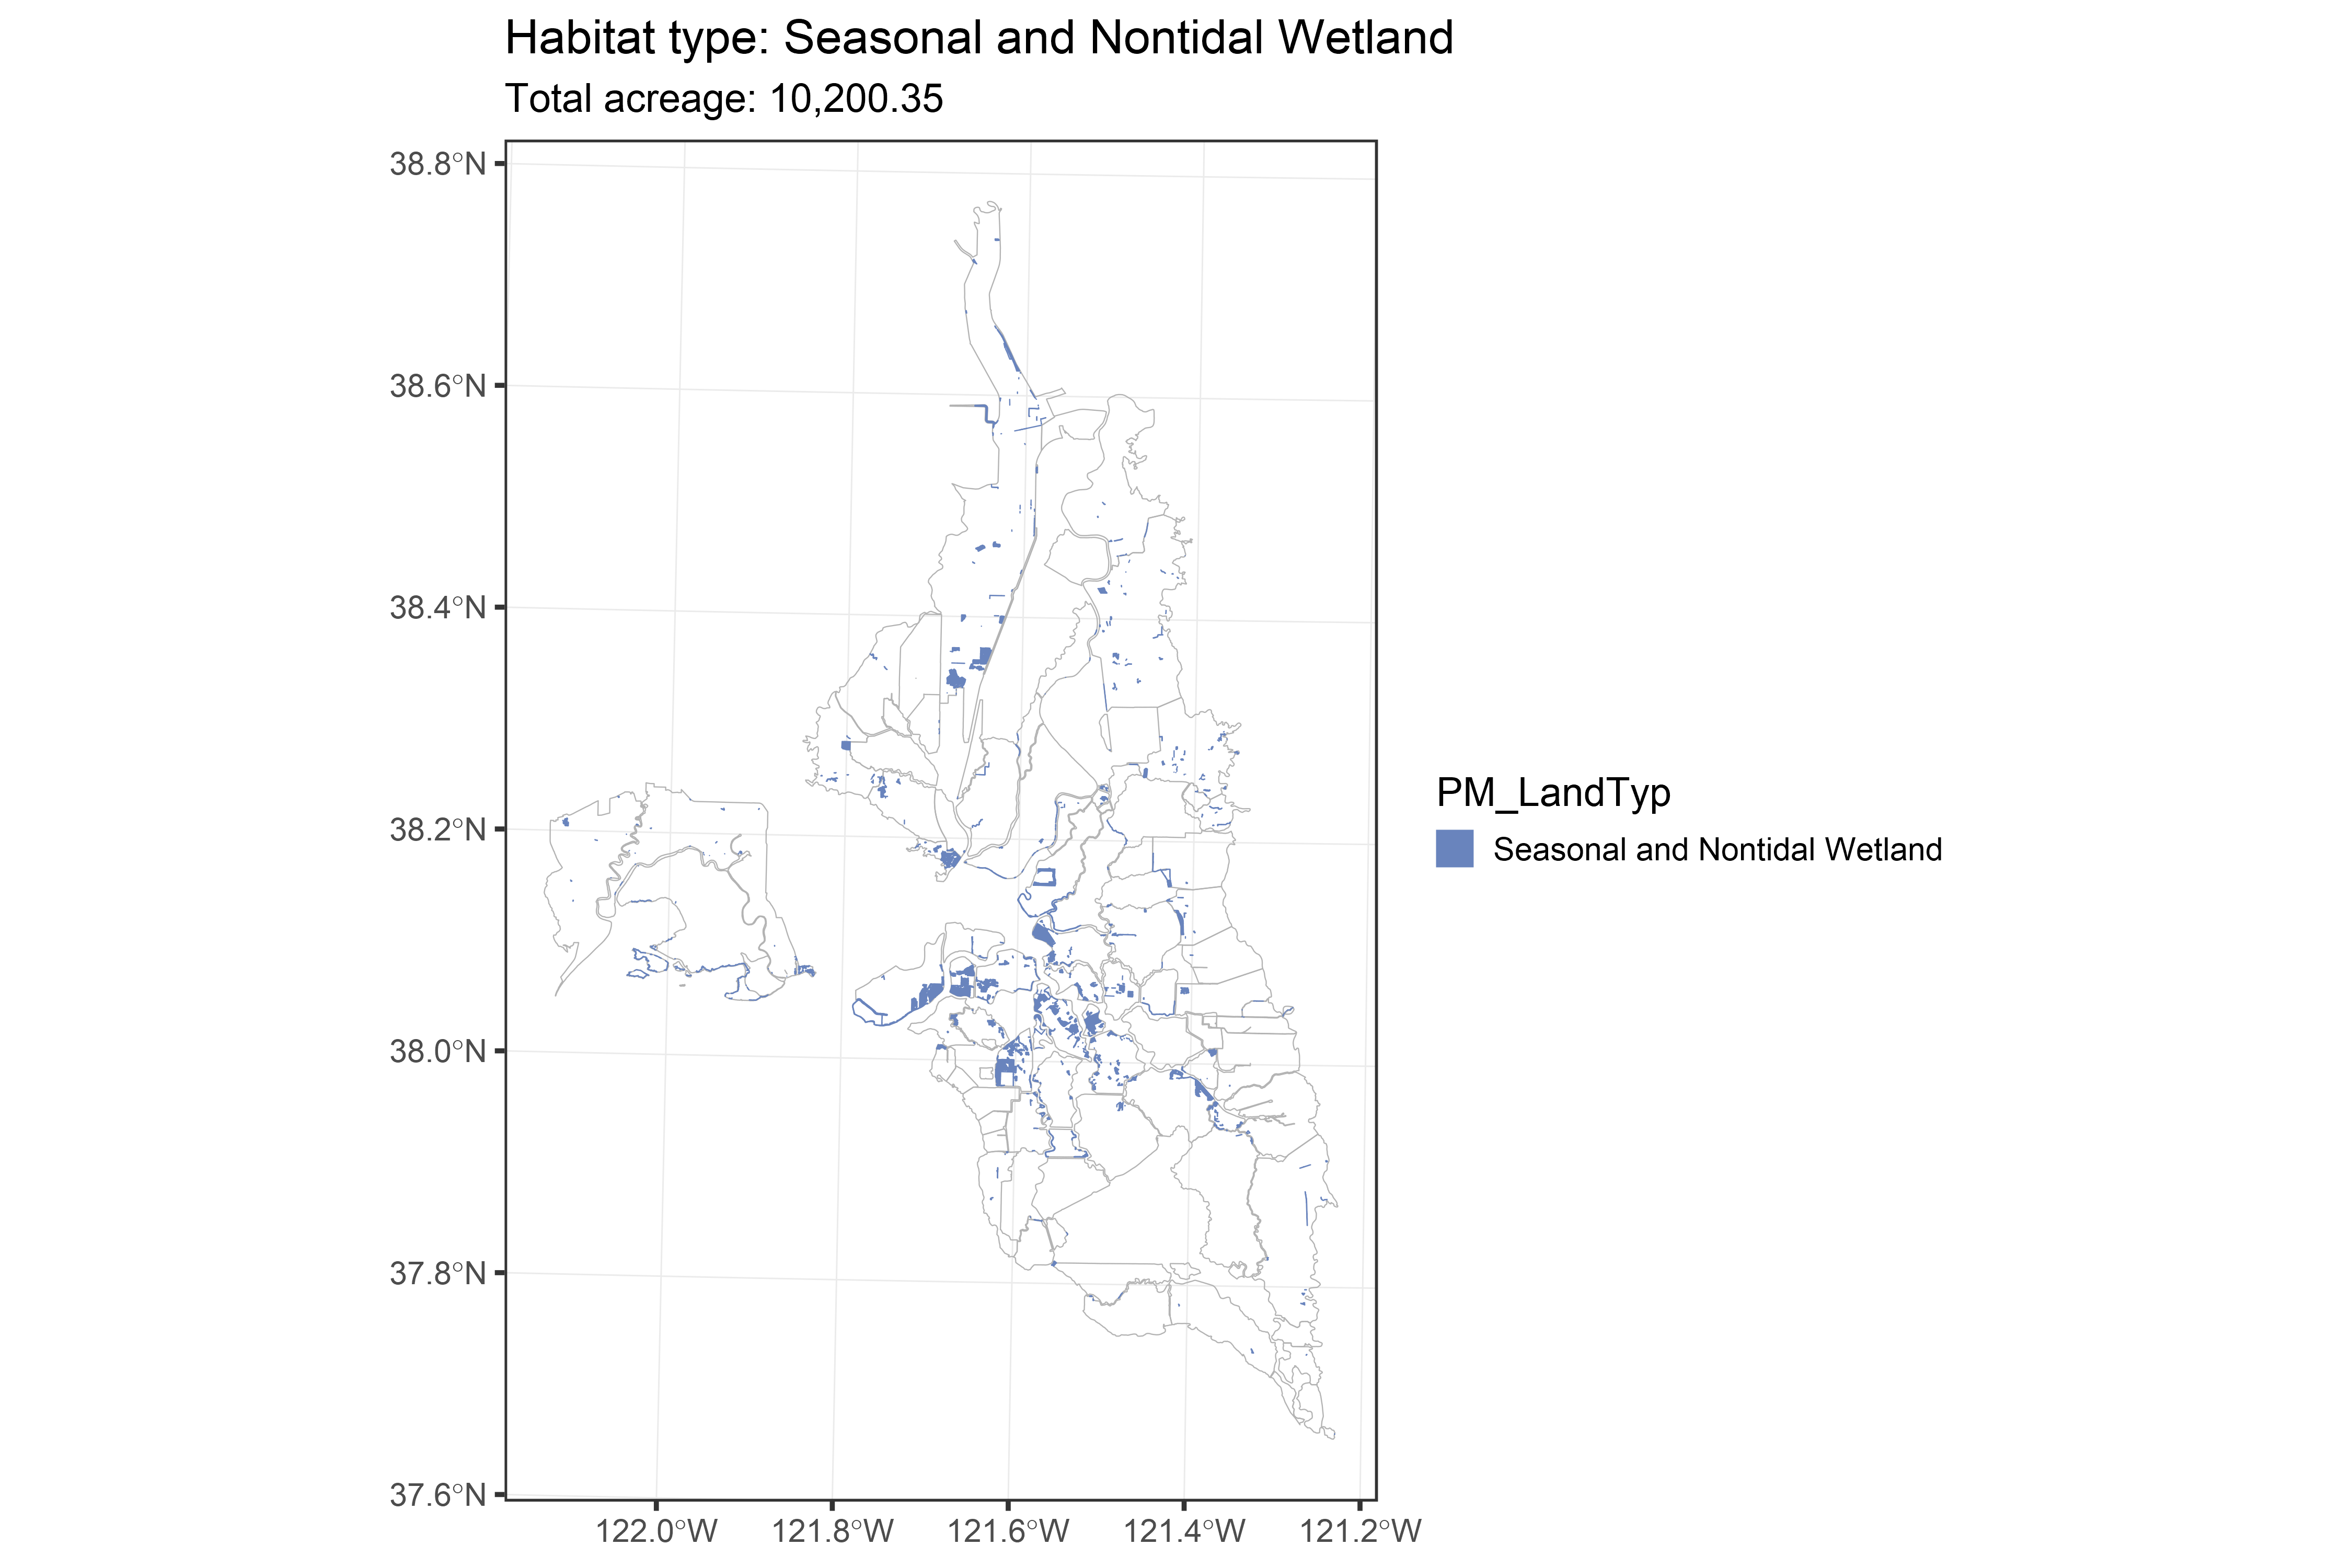 Habitat type: Seasonal and Nontidal Wetland
Total acreage: 10,200.35
38.8°N
38.6°N
38.4°N
38.2°N
38.0°N
37.8°N
37.6°N
122.0°W 121.8°W 121.6°W 121.4°W 121.2°W
PM_LandTyp
Seasonal and Nontidal Wetland